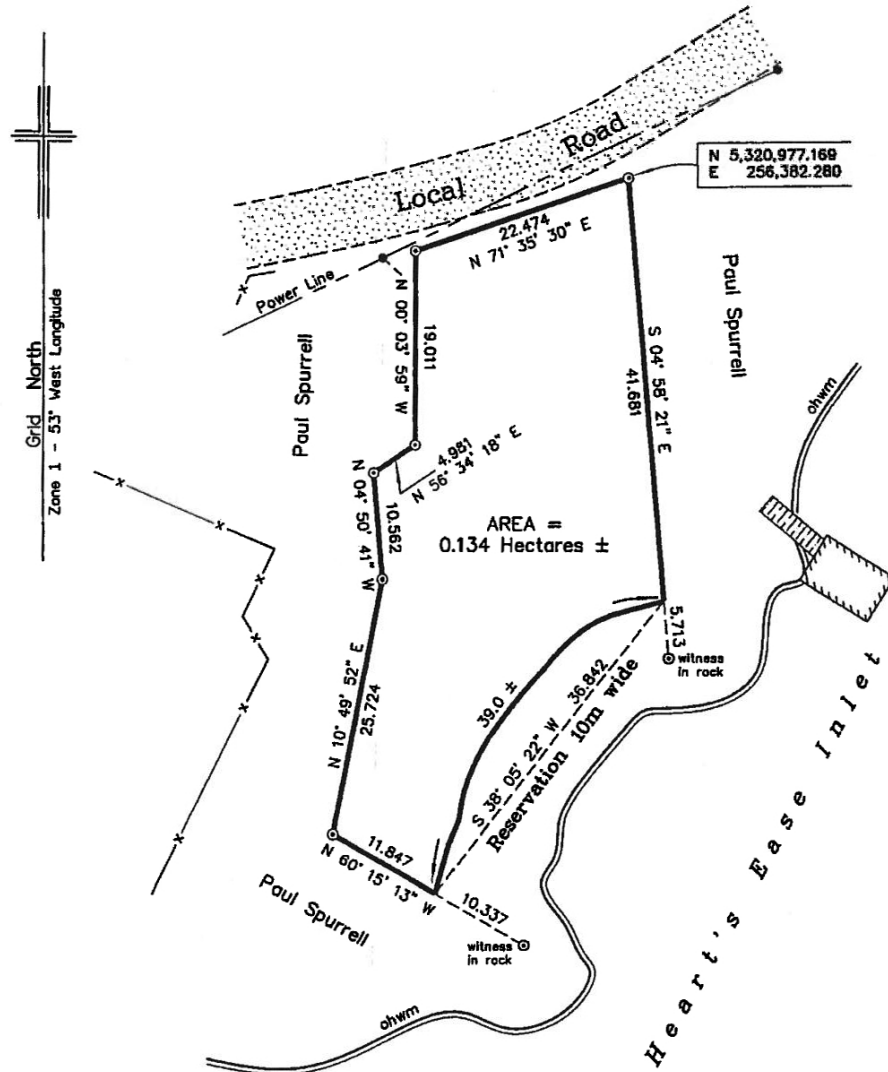 N 5,320,977.169
E 256,382.280
Local Road
22.474
N 71° 35' 30" E
Power Line
Grid North
Zone 1 - 53° West Longitude
Paul Spurrell
N 00° 03' 59" W
19.011
S 04° 58' 21" E
41.681
Paul Spurrell
ohwm
4.981
N 56° 34' 18" E
N 04° 50' 41" W
10.562
AREA =
0.134 Hectares ±
5.713
witness
in rock
N 10° 49' 52" E
25.724
39.0 ±
S 38° 05' 22" W 36.842
Reservation 10m wide
Heart's Ease Inlet
11.847
N 60° 15' 13" W
Paul Spurrell
10.337
witness
in rock
ohwm